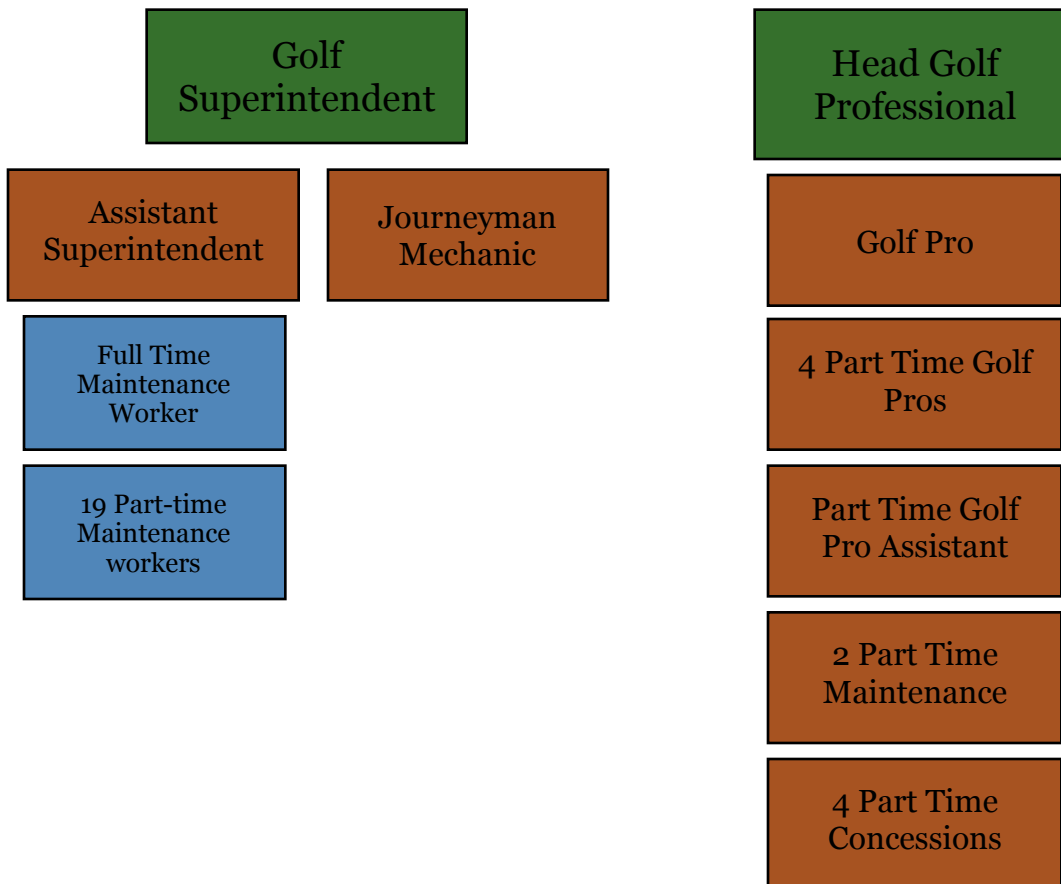 Golf
Superintendent
Assistant
Superintendent
Journeyman
Mechanic
Full Time
Maintenance
Worker
19 Part-time
Maintenance
workers
Head Golf
Professional
Golf Pro
4 Part Time Golf
Pros
Part Time Golf
Pro Assistant
2 Part Time
Maintenance
4 Part Time
Concessions